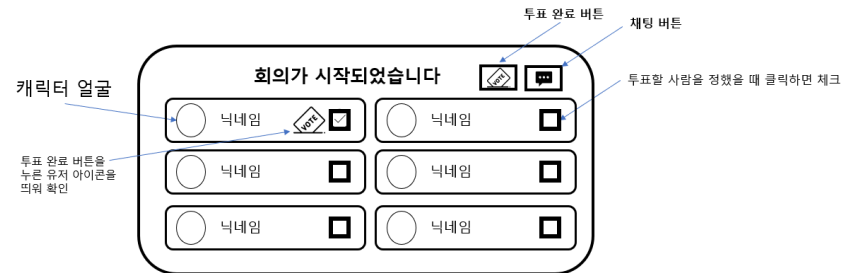 투표 완료 버튼
채팅 버튼
회의가 시작되었습니다
캐릭터 얼굴
투표할 사람을 정했을 때 클릭하면 체크
닉네임
VOTE
닉네임
투표 완료 버튼을
누른 유저 아이콘을
띄워 확인
닉네임
닉네임
닉네임
닉네임